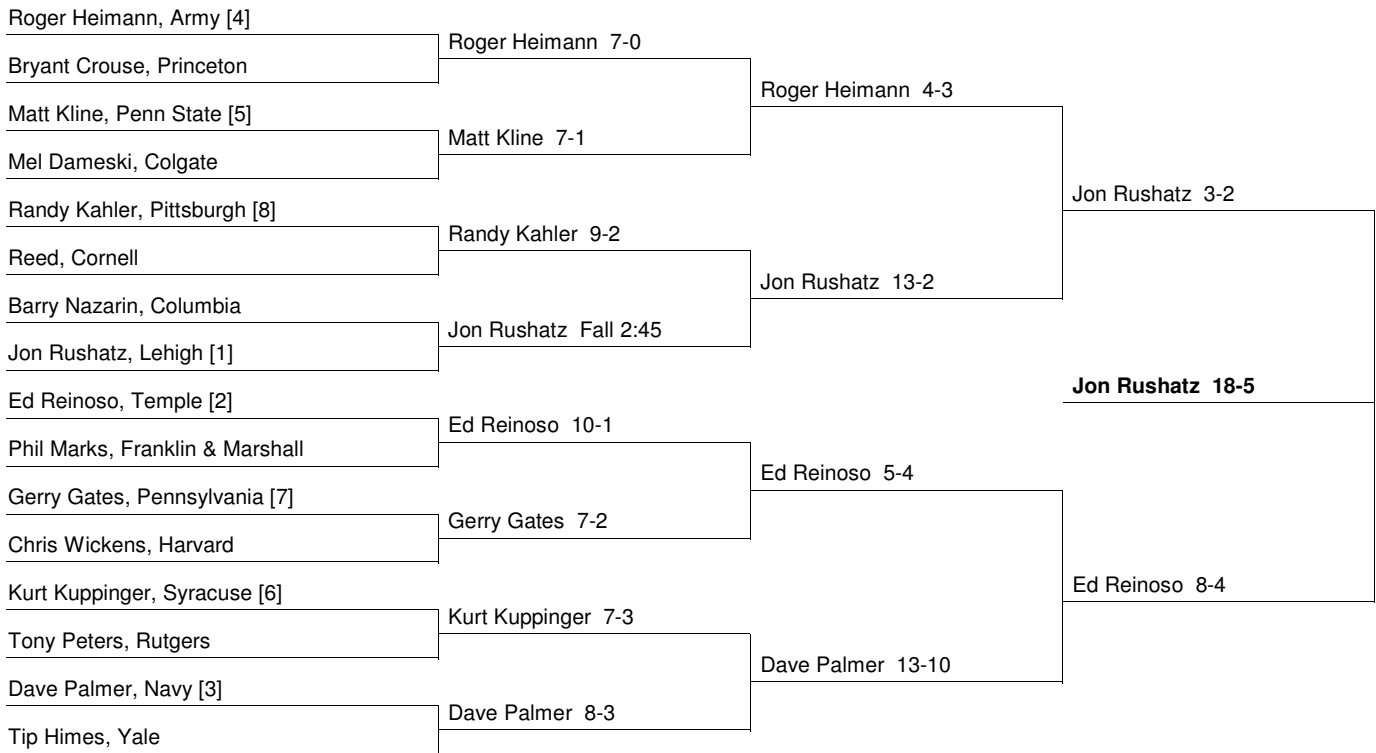 Roger Heimann, Army [4]
Bryant Crouse, Princeton
Matt Kline, Penn State [5]
Mel Dameski, Colgate
Randy Kahler, Pittsburgh [8]
Reed, Cornell
Barry Nazarin, Columbia
Jon Rushatz, Lehigh [1]
Ed Reinoso, Temple [2]
Phil Marks, Franklin & Marshall
Gerry Gates, Pennsylvania [7]
Chris Wickens, Harvard
Kurt Kuppinger, Syracuse [6]
Tony Peters, Rutgers
Dave Palmer, Navy [3]
Tip Himes, Yale
Roger Heimann 7-0
Matt Kline 7-1
Randy Kahler 9-2
Jon Rushatz Fall 2:45
Ed Reinoso 10-1
Gerry Gates 7-2
Kurt Kuppinger 7-3
Dave Palmer 8-3
Roger Heimann 4-3
Jon Rushatz 13-2
Ed Reinoso 5-4
Dave Palmer 13-10
Jon Rushatz 3-2
Ed Reinoso 8-4
Jon Rushatz 18-5